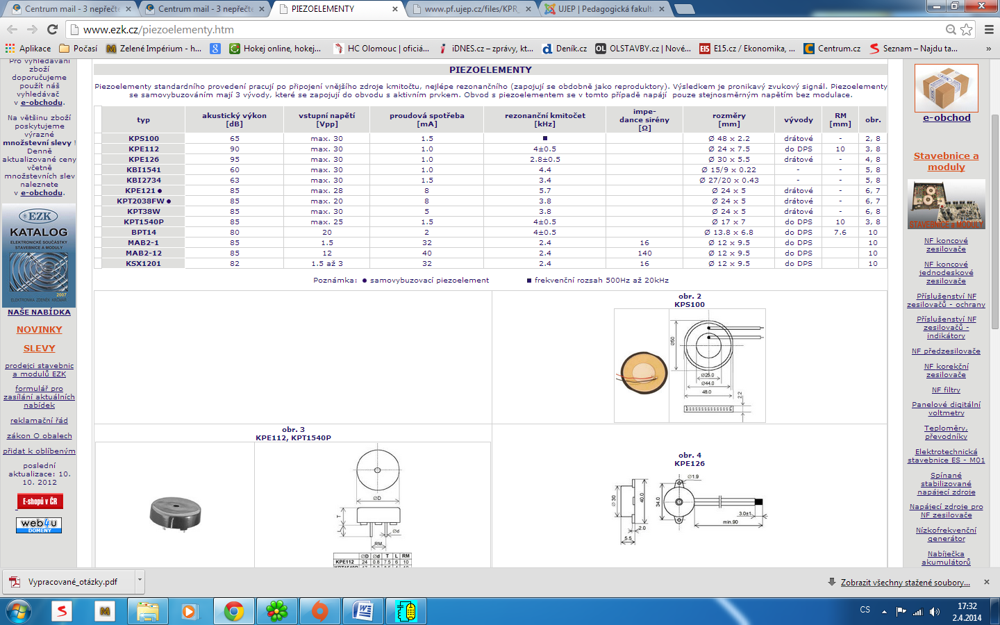 Centrum mail - 3 nepřečte
Centrum mail - 3 nepřečte
PIEZOELEMENTY
www.pf.ujep.cz/files/KPR_
UJEP | Pedagogická fakult
www.ezk.cz/piezoelementy.htm
Aplikace
Počasí
Zelené Impérium - h...
Hokej online, hokej...
HC Olomouc | oficiá...
iDNES.cz – zprávy, kt...
Deník.cz
OLSTAVBY.cz | Nové...
E15.cz / Ekonomika, ...
Centrum.cz
Seznam – Najdu ta...
»
Pro vyhledávání
zboží
doporučujeme
použít náš
vyhledávač
v e-obchodu.
Na většinu zboží
poskytujeme
výrazné
množstevní slevy !
Denně
aktualizované ceny
včetně
množstevních slev
naleznete
v e-obchodu.
EZK
KATALOG
ELEKTRONICKÉ SOUČÁSTKY
STAVEBNICE A MODULY
2007
ELEKTRONIKA ZDENĚK KRČMÁŘ
NAŠE NABÍDKA
NOVINKY
SLEVY
prodejci stavebnic
a modulů EZK
formulář pro
zasílání aktuálních
nabídek
reklamační řád
zákon O obalech
přidat k oblíbeným
poslední
aktualizace: 10.
10. 2012
E-shopů v ČR
web4u
DOMÉNY
PIEZOELEMENTY
Piezoelementy standardního provedení pracují po připojení vnějšího zdroje kmitočtu, nejlépe rezonančního (zapojují se obdobně jako reproduktory). Výsledkem je pronikavý zvukový signál. Piezoelementy
se samovybuzováním mají 3 vývody, které se zapojují do obvodu s aktivním prvkem. Obvod s piezoelementem se v tomto případě napájí pouze stejnosměrným napětím bez modulace.
typ akustický výkon [dB] vstupní napětí [Vpp] proudová spotřeba [mA] rezonanční kmitočet [kHz] impe-dance sirény [Ω] rozměry [mm] vývody RM [mm] obr.
KPS100 65 max. 30 1.5 ■ Ø 48 x 2.2 drátové - 2, 8
KPE112 90 max. 30 1.0 4±0.5 Ø 24 x 7.5 do DPS 10 3, 8
KPE126 95 max. 30 1.0 2.8±0.5 Ø 30 x 5.5 drátové - 4, 8
KBI1541 60 max. 30 1.0 4.4 Ø 15/9 x 0.22 - - 5, 8
KBI2734 63 max. 30 1.5 3.4 Ø 27/20 x 0.43 - - 5, 8
KPE121 ● 85 max. 28 8 5.7 Ø 24 x 5 drátové - 6, 7
KPT2038FW ● 85 max. 20 8 3.8 Ø 24 x 5 drátové - 6, 7
KPT38W 85 max. 30 5 3.8 Ø 24 x 5 drátové - 6, 8
KPT1540P 85 max. 25 1.5 4±0.5 Ø 17 x 7 do DPS 10 3, 8
BPT14 80 20 2 4±0.5 Ø 13.8 x 6.8 do DPS 7.6 10
MAB2-1 85 1.5 32 2.4 16 Ø 12 x 9.5 do DPS 10
MAB2-12 85 12 40 2.4 140 Ø 12 x 9.5 do DPS 10
KSX1201 82 1.5 až 3 32 2.4 16 Ø 12 x 9.5 do DPS 10
Poznámka: ● samovybuzovací piezoelement ■ frekvenční rozsah 500Hz až 20kHz
obr. 2
KPS100
Ø50
Ø25.0
Ø44.0
48.0
2.2
obr. 3
KPE112, KPT1540P
ØD
T
L
Ød
RM
ØD Ød T L RM
KPE112 24 0.8 7.5 6 10
obr. 4
KPE126
Ø 30
40.0
2.0
5.5
34.0
Ø1.9
3.0±1
min.90
e-obchod
Stavebnice a
moduly
STAVEBNICE a MODULY
NF koncové
zesilovače
NF koncové
jednodeskové
zesilovače
Příslušenství NF
zesilovačů - ochrany
Příslušenství NF
zesilovačů -
indikátory
NF předzesilovače
NF korekční
zesilovače
NF filtry
Panelové digitální
voltmetry
Teploměry,
převodníky
Elektrotechnická
stavebnice ES - M01
Spínané
stabilizované
napájecí zdroje
Napájecí zdroje pro
NF zesilovače
Nízkofrekvenční
generátor
Nabíječka
akumulátorů
Vypracované_otázky.pdf
Zobrazit všechny stažené soubory...
CS
17:32
2.4.2014